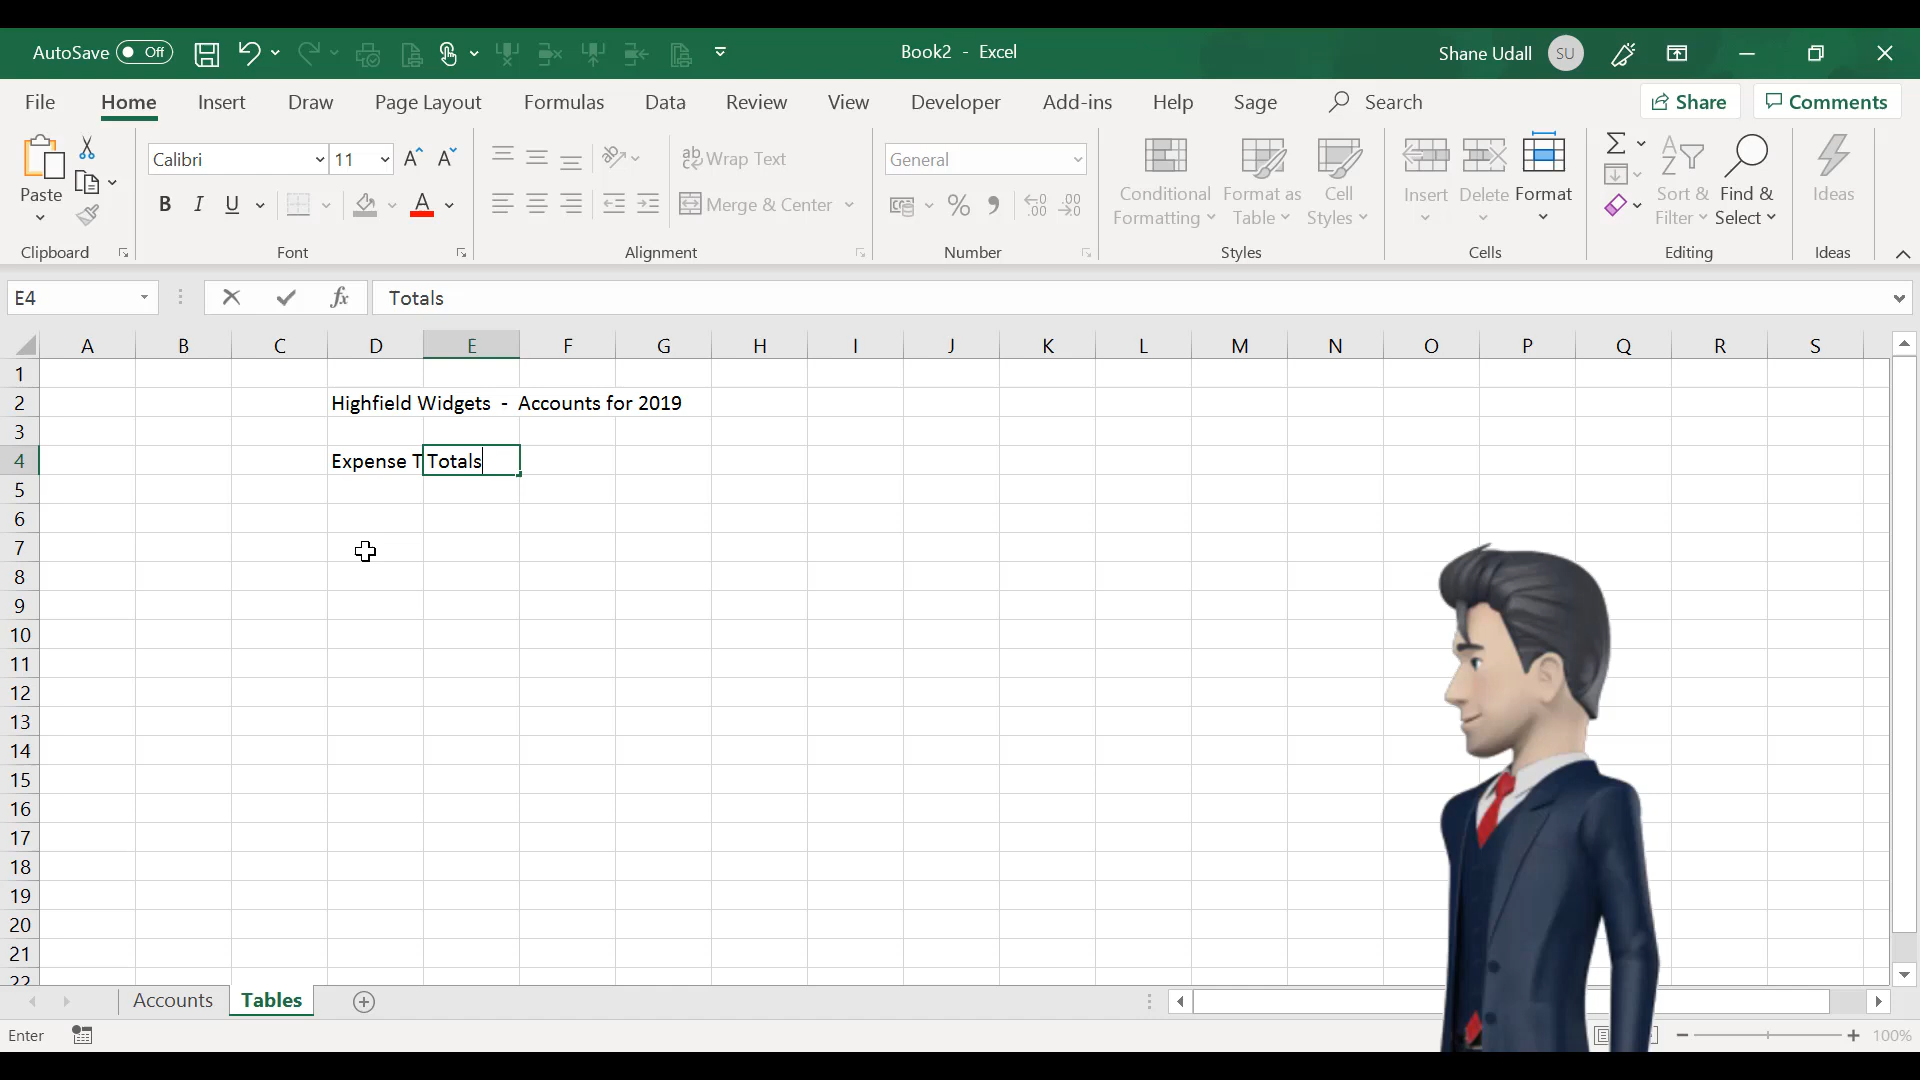 AutoSave Off Book2 - Excel Shane Udall SU
File Home Insert Draw Page Layout Formulas Data Review View Developer Add-ins Help Sage Search Share Comments
Paste
Clipboard
Calibri 11
B I U A
Font
ab Wrap Text
Merge & Center
Alignment
General
% 
Number
Conditional Formatting
Format as Table
Cell Styles
Styles
Insert
Delete
Format
Cells
Sort & Filter
Find & Select
Editing
Ideas
Ideas
E4 fx Totals
A B C D E F G H I J K L M N O P Q R S
1
2 Highfield Widgets - Accounts for 2019
3
4 Expense T Totals
5
6
7
8
9
10
11
12
13
14
15
16
17
18
19
20
21
22
Accounts Tables
Enter 100%